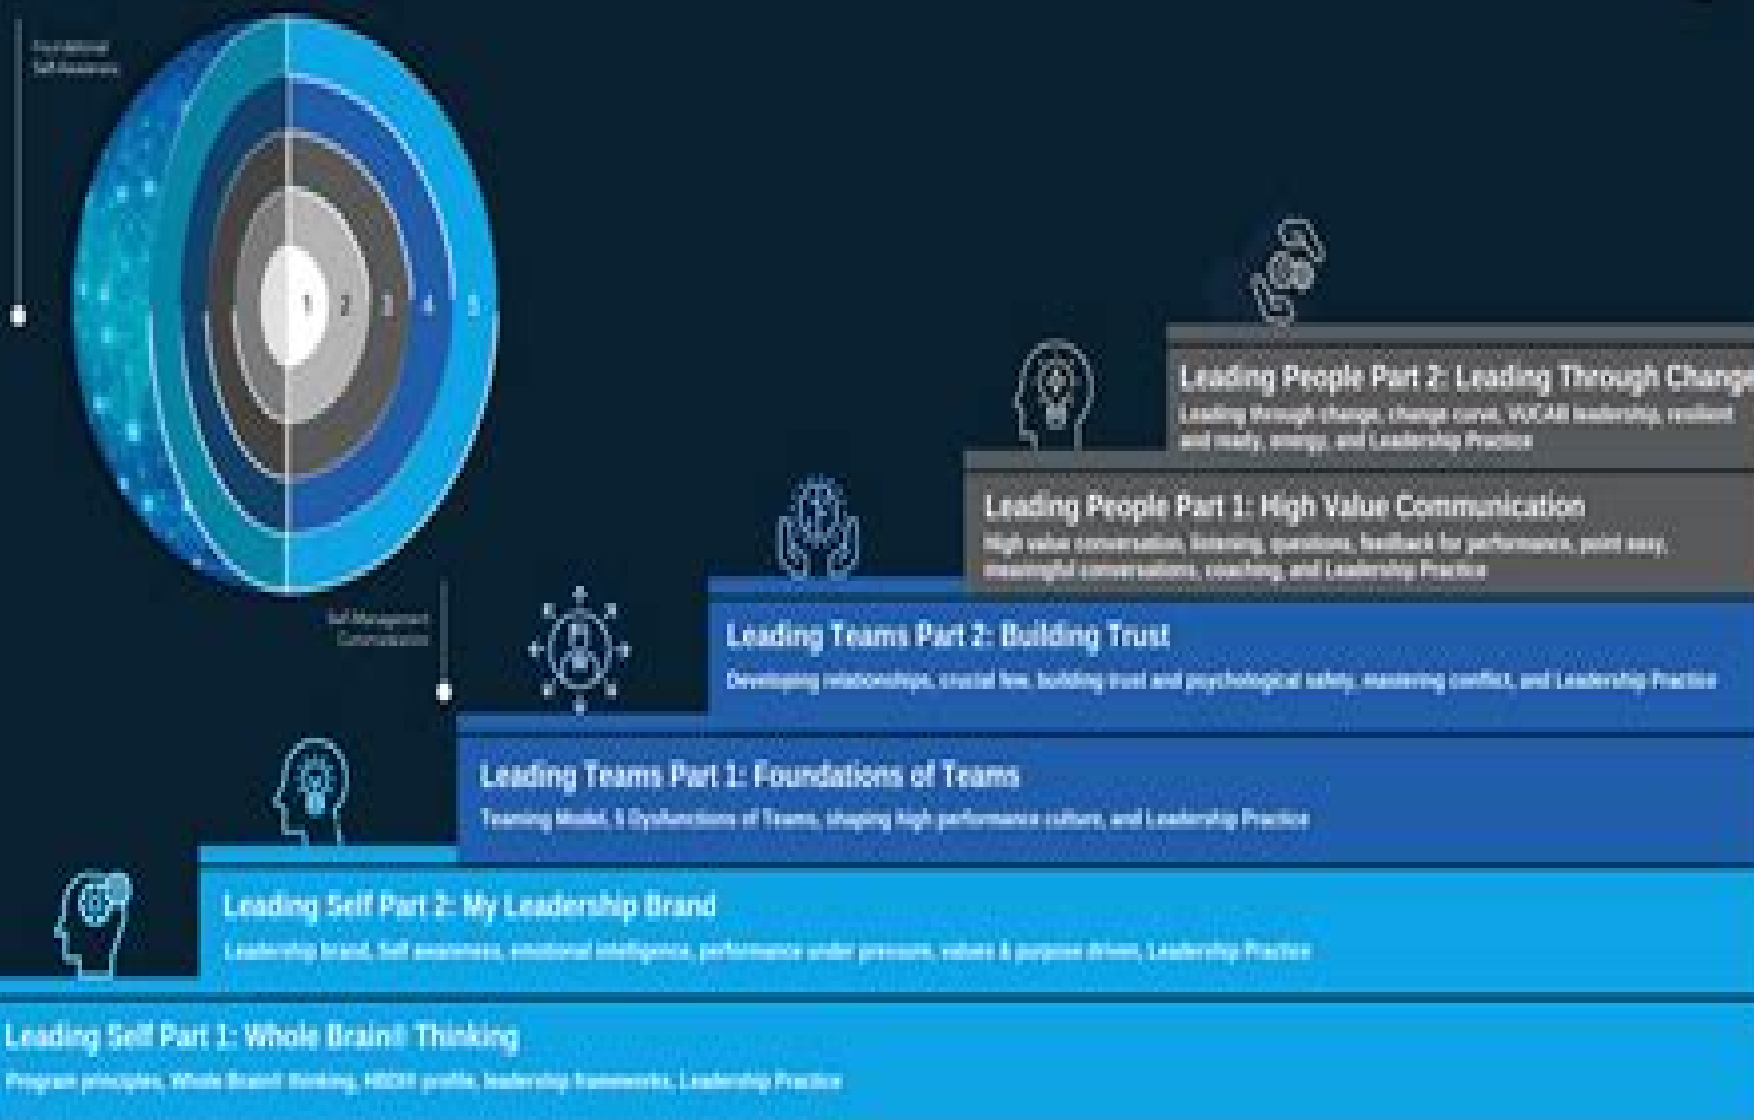 Foundational
Self-Awareness
1 2 3 4 5
Leading People Part 2: Leading Through Change
Leading through change, change curve, VUCAB leadership, resilient
and ready, energy, and Leadership Practice
Leading People Part 1: High Value Communication
High value conversation, listening, questions, feedback for performance, point easy,
meaningful conversations, coaching, and Leadership Practice
Self-Management
Leading Teams Part 2: Building Trust
Developing relationships, crucial few, building trust and psychological safety, mastering conflict, and Leadership Practice
Leading Teams Part 1: Foundations of Teams
Teaming Model, 5 Dysfunctions of Teams, shaping high performance culture, and Leadership Practice
Leading Self Part 2: My Leadership Brand
Leadership brand, Self awareness, emotional intelligence, performance under pressure, values & purpose driven, Leadership Practice
Leading Self Part 1: Whole Brain® Thinking
Program principles, Whole Brain® thinking, HBDI® profile, leadership frameworks, Leadership Practice